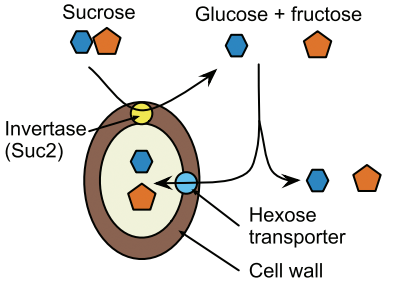 Sucrose
Glucose + fructose
Invertase
(Suc2)
Hexose
transporter
Cell wall